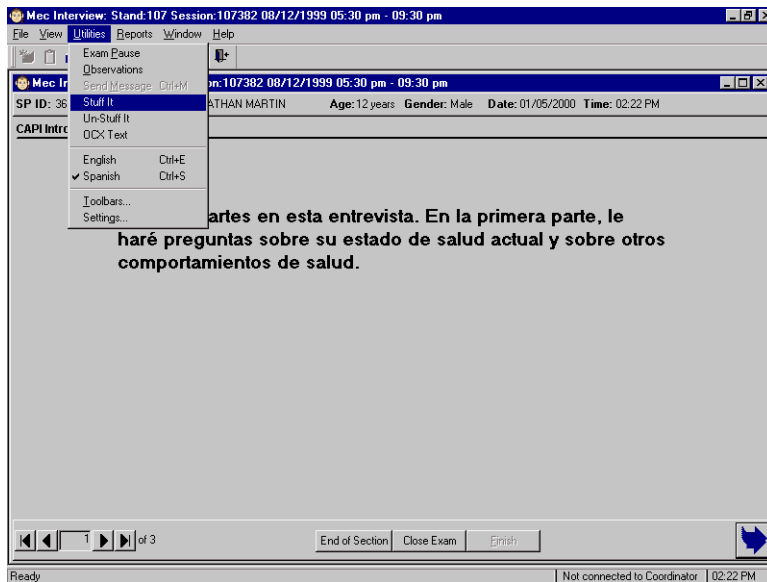 Mec Interview: Stand:107 Session:107382 08/12/1999 05:30 pm - 09:30 pm
File View Utilities Reports Window Help
Exam Pause
Observations
Send Message Ctrl+M
Stuff It
Un-Stuff It
OCX Text
English Ctrl+E
Spanish Ctrl+S
Toolbars...
Settings...
Mec In on:107382 08/12/1999 05:30 pm - 09:30 pm
SP ID: 36 ATHAN MARTIN Age: 12 years Gender: Male Date: 01/05/2000 Time: 02:22 PM
CAPI Intro
artes en esta entrevista. En la primera parte, le
haré preguntas sobre su estado de salud actual y sobre otros
comportamientos de salud.
1 of 3 End of Section Close Exam Finish
Ready Not connected to Coordinator 02:22 PM